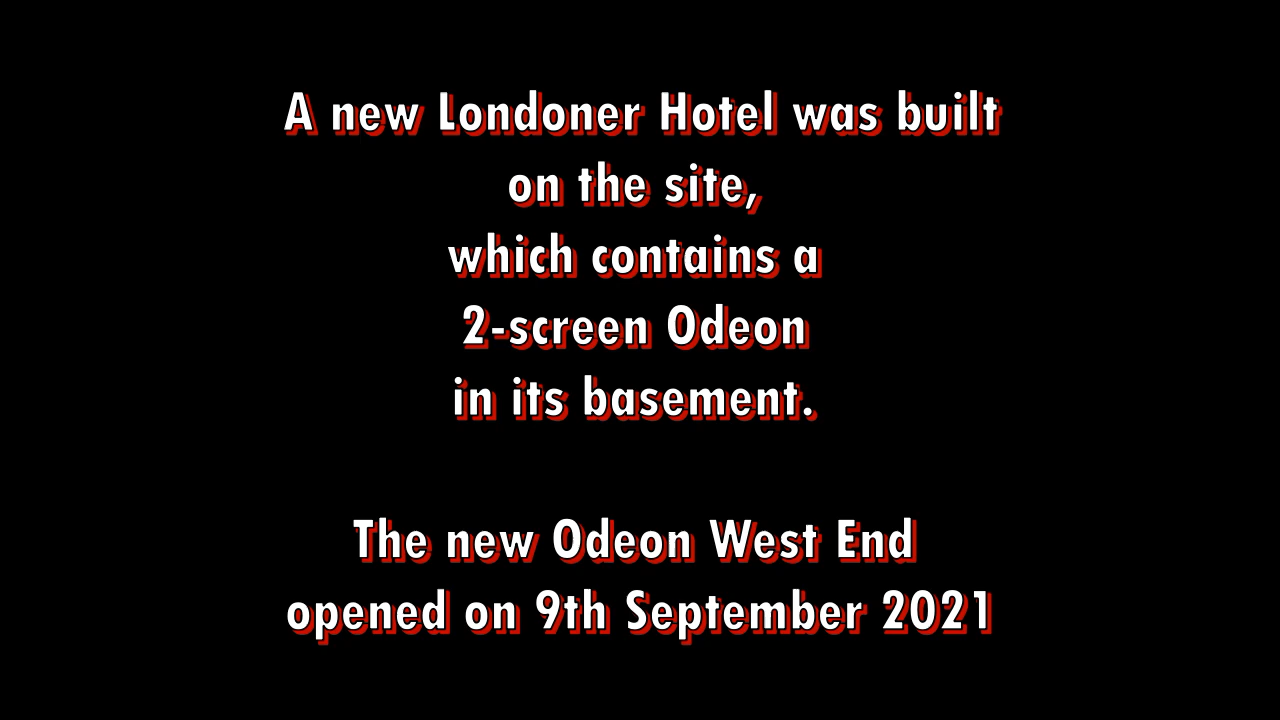 A new Londoner Hotel was built
on the site,
which contains a
2-screen Odeon
in its basement.
The new Odeon West End
opened on 9th September 2021